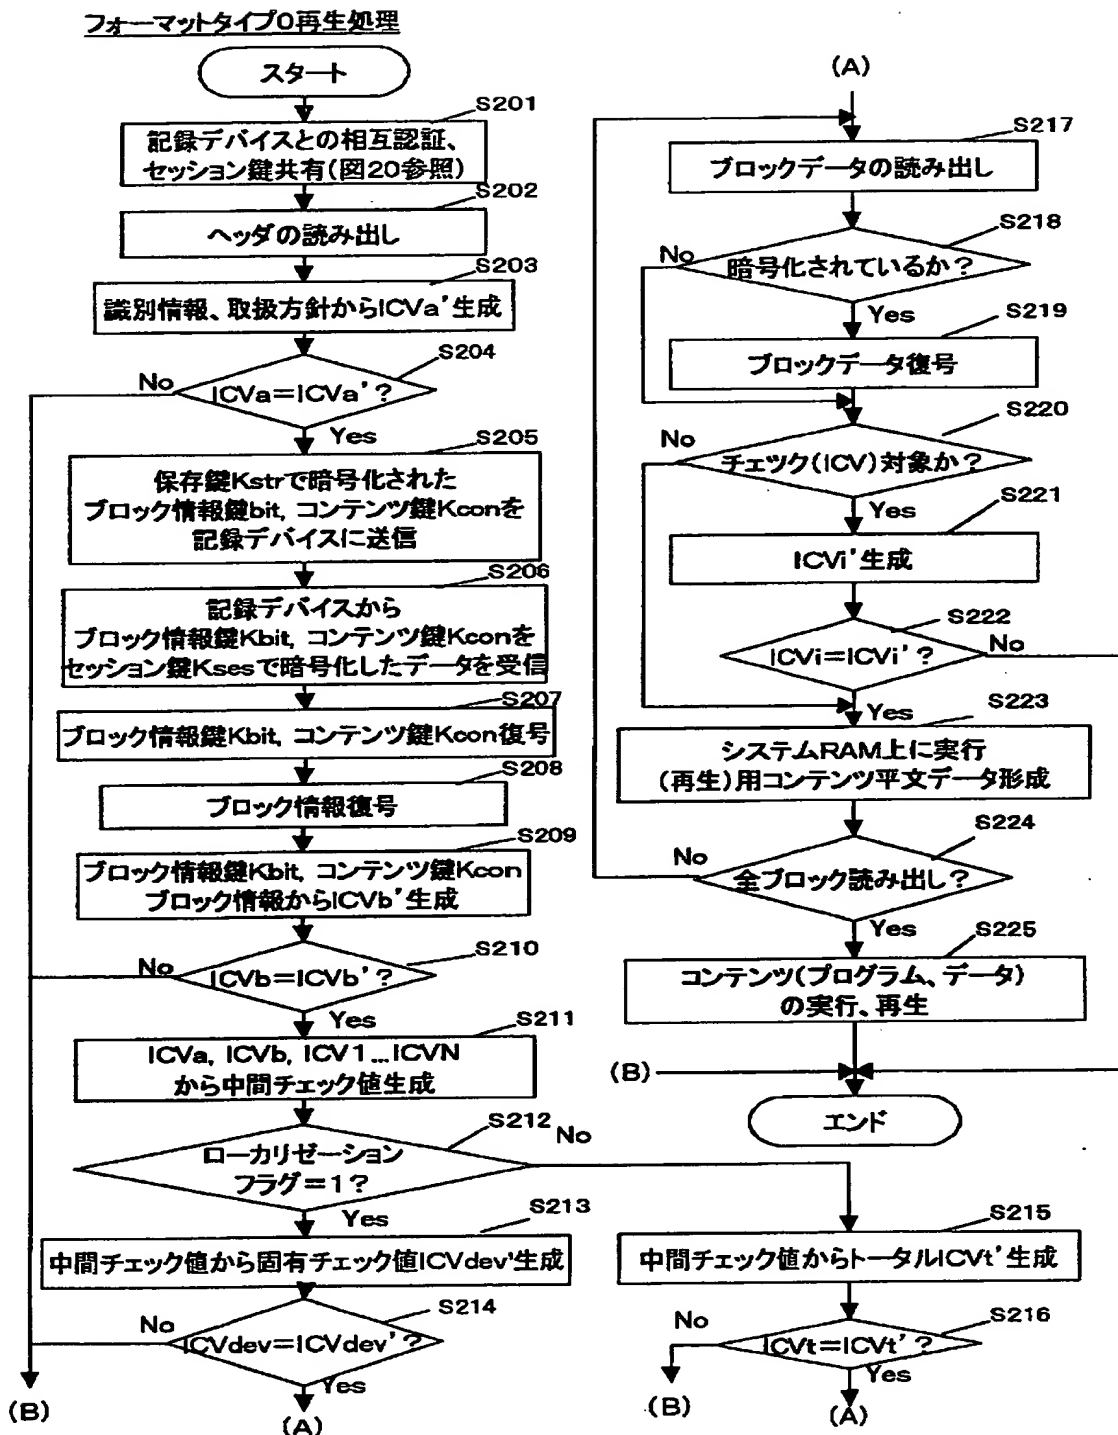 フォーマットタイプ0再生処理
スタート
S201
記録デバイスとの相互認証、
セッション鍵共有(図20参照)
S202
ヘッダの読み出し
S203
識別情報、取扱方針からICVa'生成
S204
No
ICVa=ICVa'?
Yes
S205
保存鍵Kstrで暗号化された
ブロック情報鍵bit, コンテンツ鍵Kconを
記録デバイスに送信
S206
記録デバイスから
ブロック情報鍵Kbit, コンテンツ鍵Kconを
セッション鍵Ksesで暗号化したデータを受信
S207
ブロック情報鍵Kbit, コンテンツ鍵Kcon復号
S208
ブロック情報復号
S209
ブロック情報鍵Kbit, コンテンツ鍵Kcon
ブロック情報からICVb'生成
S210
No
ICVb=ICVb'?
Yes
S211
ICVa, ICVb, ICV1...ICVN
から中間チェック値生成
S212
No
ローカリゼーション
フラグ=1?
Yes
S213
中間チェック値から固有チェック値ICVdev'生成
S214
No
ICVdev=ICVdev'?
Yes
(B)
(A)
(A)
S217
ブロックデータの読み出し
S218
No
暗号化されているか?
Yes
S219
ブロックデータ復号
S220
No
チェツク(ICV)対象か?
Yes
S221
ICVi'生成
S222
ICVi=ICVi'?
No
Yes
S223
システムRAM上に実行
(再生)用コンテンツ平文データ形成
S224
No
全ブロック読み出し?
Yes
S225
コンテンツ(プログラム、データ)
の実行、再生
(B)
エンド
S215
中間チェック値からトータルICVt'生成
S216
No
ICVt=ICVt'?
Yes
(B)
(A)